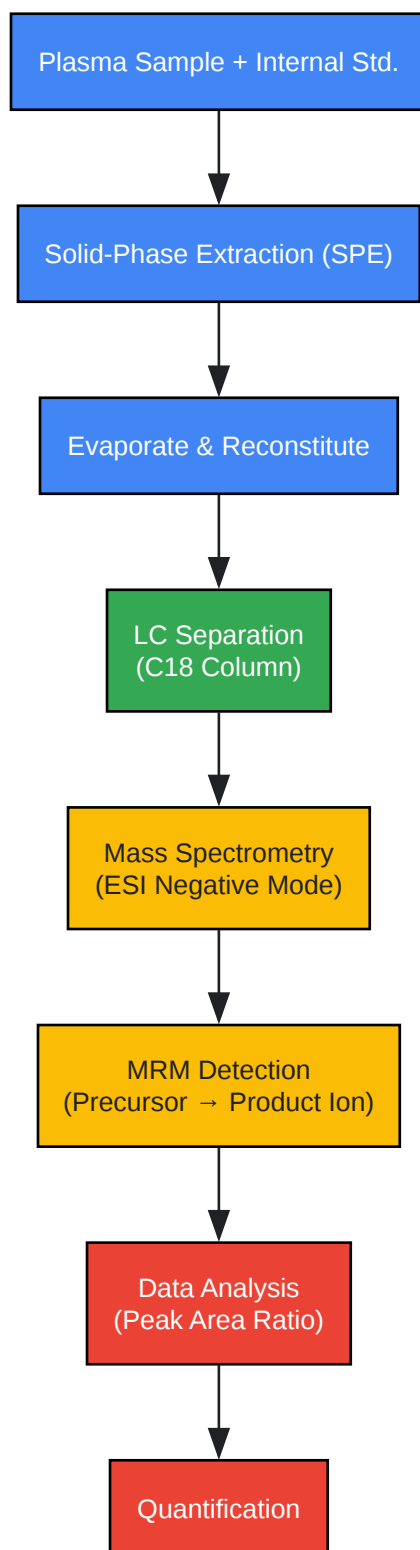 Plasma Sample + Internal Std.
Solid-Phase Extraction (SPE)
Evaporate & Reconstitute
LC Separation
(C18 Column)
Mass Spectrometry
(ESI Negative Mode)
MRM Detection
(Precursor → Product Ion)
Data Analysis
(Peak Area Ratio)
Quantification